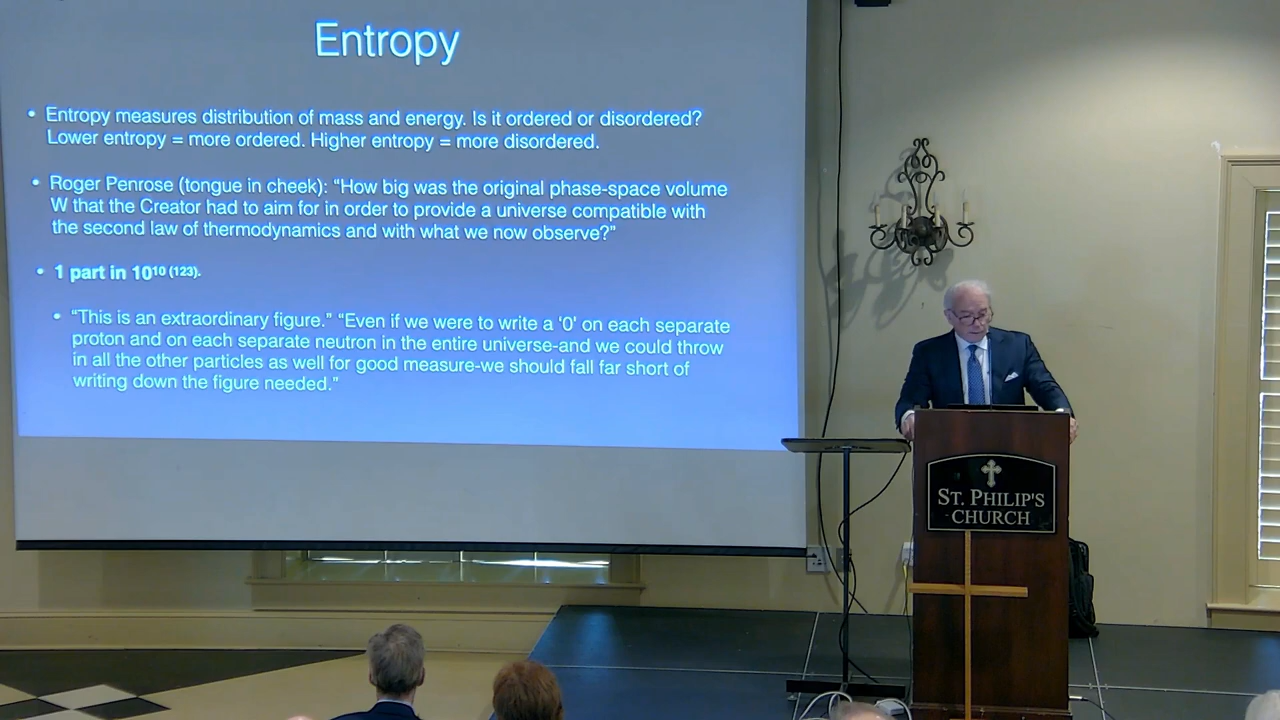 Entropy
• Entropy measures distribution of mass and energy. Is it ordered or disordered?
Lower entropy = more ordered. Higher entropy = more disordered.
• Roger Penrose (tongue in cheek): “How big was the original phase-space volume
W that the Creator had to aim for in order to provide a universe compatible with
the second law of thermodynamics and with what we now observe?”
• 1 part in 10¹⁰ ⁽¹²³⁾.
• “This is an extraordinary figure.” “Even if we were to write a ‘0’ on each separate
proton and on each separate neutron in the entire universe-and we could throw
in all the other particles as well for good measure-we should fall far short of
writing down the figure needed.”
ST. PHILIP'S
CHURCH